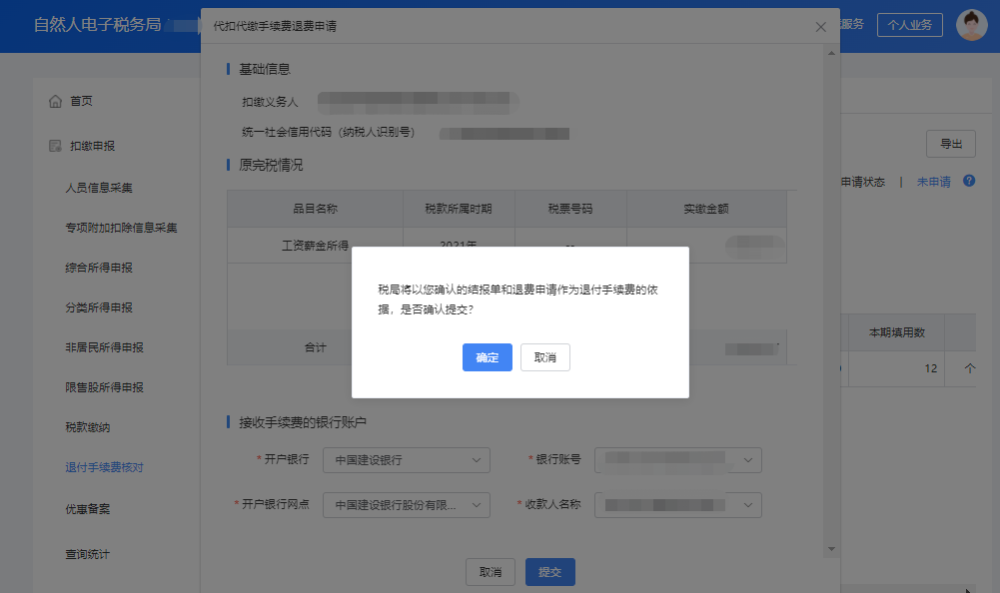 自然人电子税务局
服务
个人业务
代扣代缴手续费退费申请
首页
扣缴申报
人员信息采集
专项附加扣除信息采集
综合所得申报
分类所得申报
非居民所得申报
限售股所得申报
税款缴纳
退付手续费核对
优惠备案
查询统计
基础信息
扣缴义务人
统一社会信用代码（纳税人识别号）
原完税情况
品目名称 税款所属时期 税票号码 实缴金额
工资薪金所得 2021年 --
合计
税局将以您确认的结报单和退费申请作为退付手续费的依
据，是否确认提交？
确定 取消
接收手续费的银行账户
* 开户银行 中国建设银行 * 银行账号
* 开户银行网点 中国建设银行股份有限... * 收款人名称
取消 提交
导出
申请状态 | 未申请 ?
本期填用数
12 个